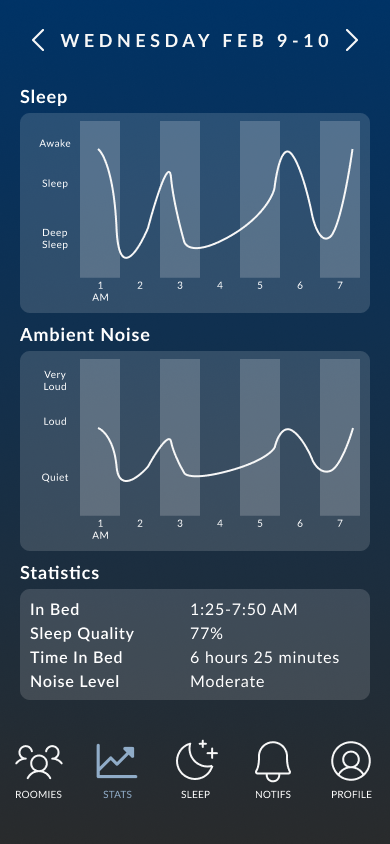 WEDNESDAY FEB 9-10
Sleep
Awake
Sleep
Deep
Sleep
1 2 3 4 5 6 7
AM
Ambient Noise
Very
Loud
Loud
Quiet
1 2 3 4 5 6 7
AM
Statistics
In Bed 1:25-7:50 AM
Sleep Quality 77%
Time In Bed 6 hours 25 minutes
Noise Level Moderate
ROOMIES STATS SLEEP NOTIFS PROFILE